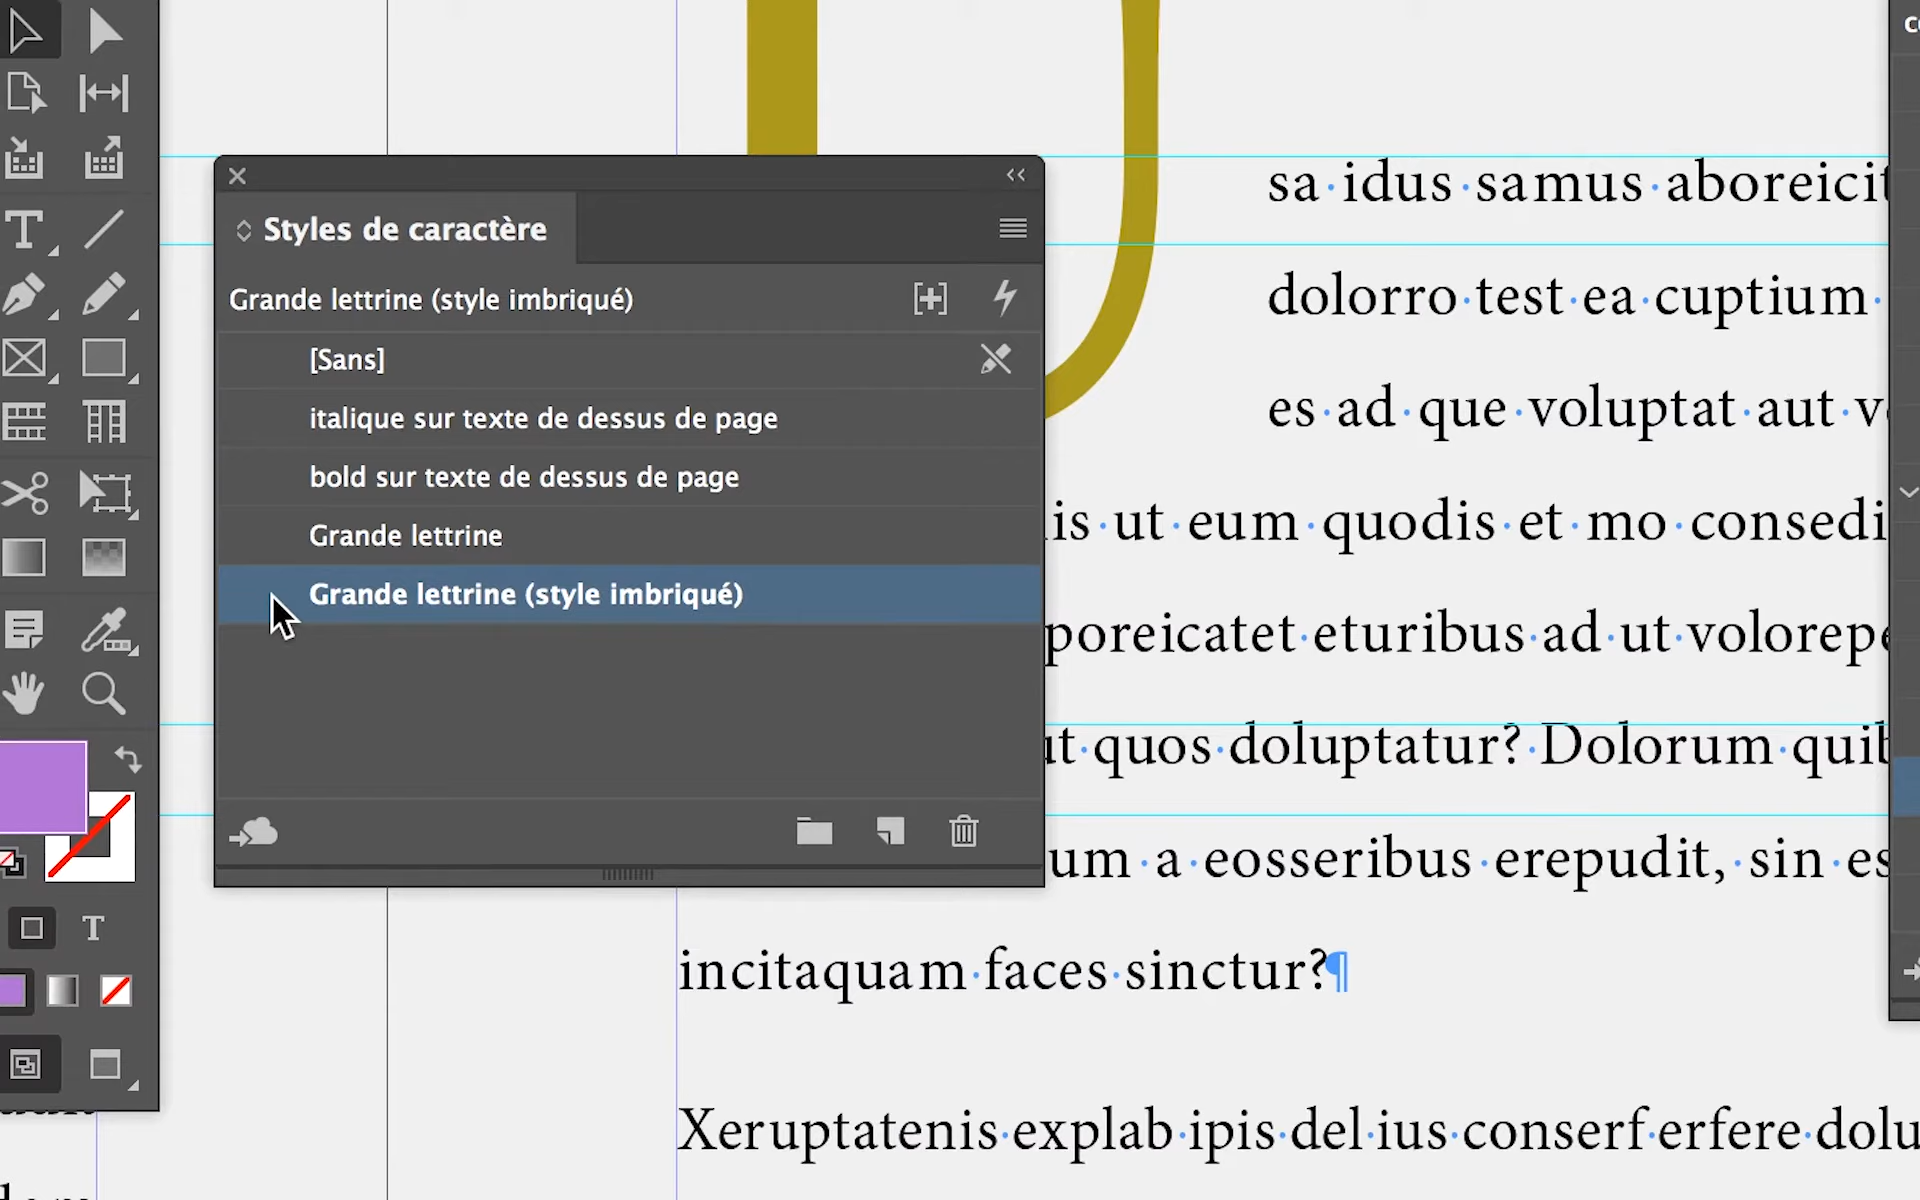 Styles de caractère
Grande lettrine (style imbriqué)
[Sans]
italique sur texte de dessus de page
bold sur texte de dessus de page
Grande lettrine
Grande lettrine (style imbriqué)
sa idus samus aboreicit
dolorro test ea cuptium
es ad que voluptat aut v
is ut eum quodis et mo consedi
poreicatet eturibus ad ut volorepe
ut quos doluptatur? Dolorum quib
um a eosseribus erepudit, sin es
incitaquam faces sinctur?¶
Xeruptatenis explab ipis del ius conserf erfere dolu